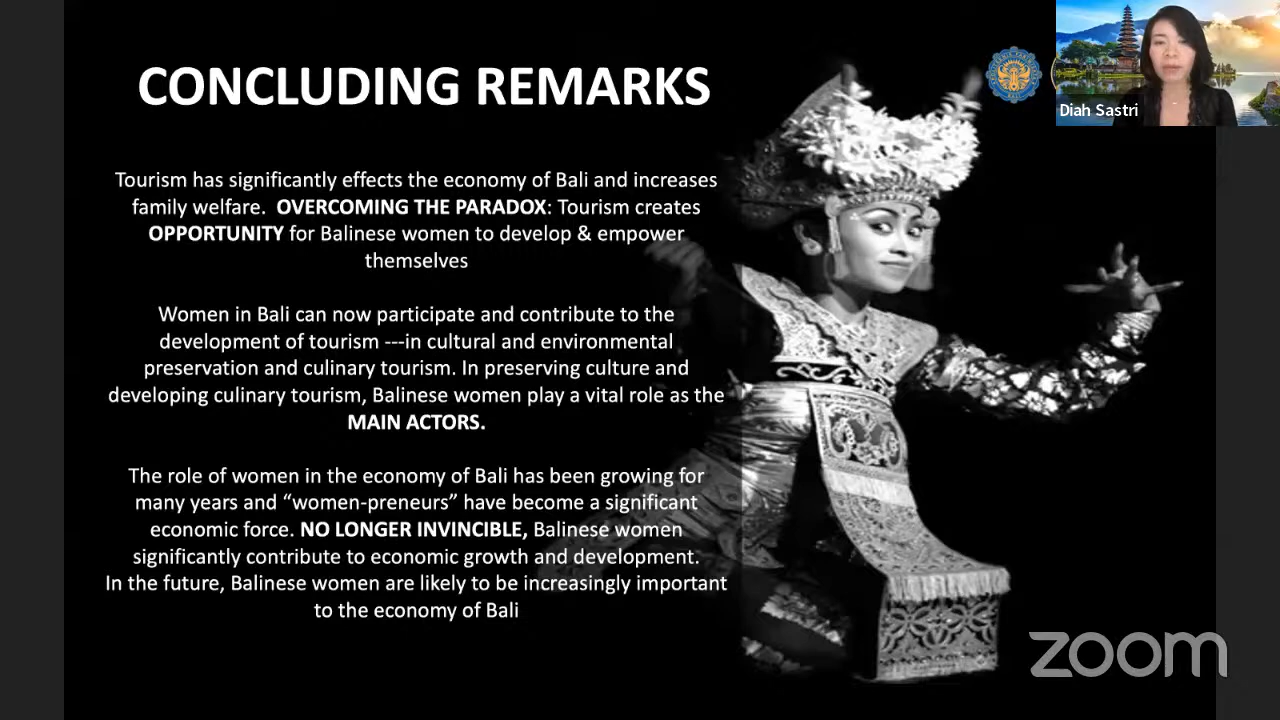 CONCLUDING REMARKS
Diah Sastri
Tourism has significantly effects the economy of Bali and increases
family welfare. OVERCOMING THE PARADOX: Tourism creates
OPPORTUNITY for Balinese women to develop & empower
themselves
Women in Bali can now participate and contribute to the
development of tourism ---in cultural and environmental
preservation and culinary tourism. In preserving culture and
developing culinary tourism, Balinese women play a vital role as the
MAIN ACTORS.
The role of women in the economy of Bali has been growing for
many years and “women-preneurs” have become a significant
economic force. NO LONGER INVINCIBLE, Balinese women
significantly contribute to economic growth and development.
In the future, Balinese women are likely to be increasingly important
to the economy of Bali
zoom